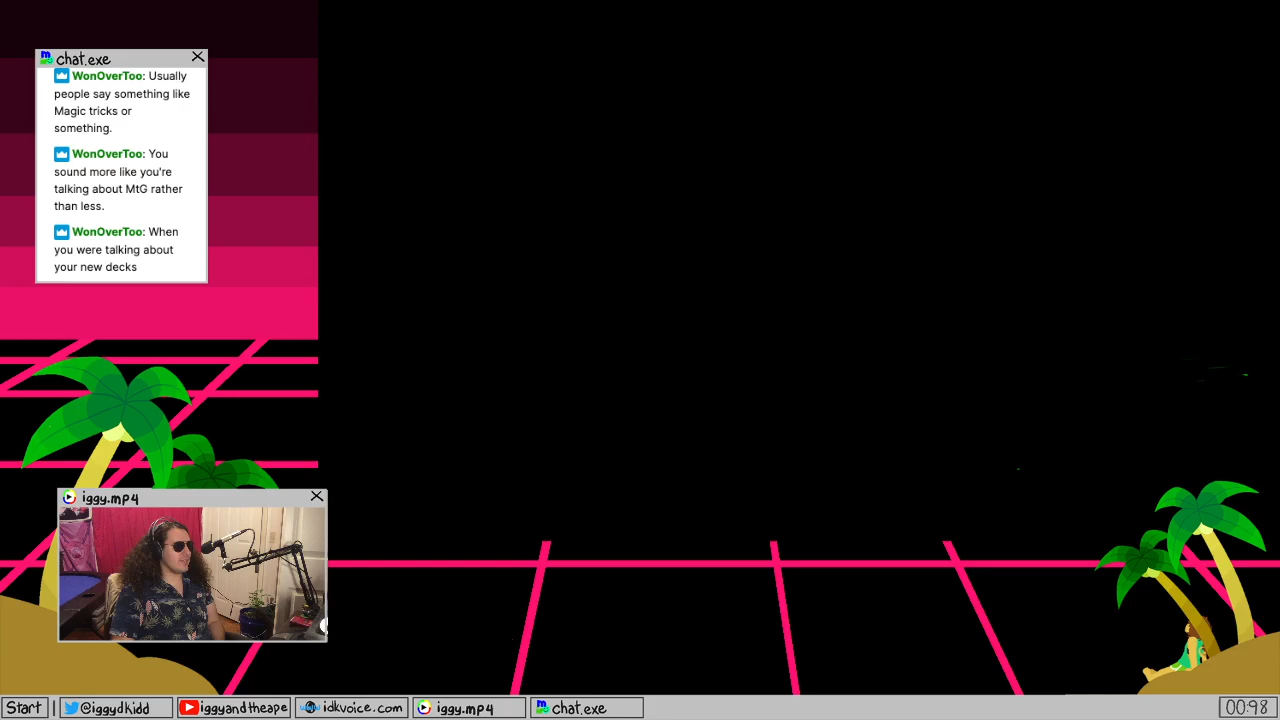 chat.exe
WonOverToo: Usually
people say something like
Magic tricks or
something.
WonOverToo: You
sound more like you're
talking about MtG rather
than less.
WonOverToo: When
you were talking about
your new decks
iggy.mp4
Start | @iggydkidd iggyandtheape www idkvoice.com iggy.mp4 chat.exe 00:98